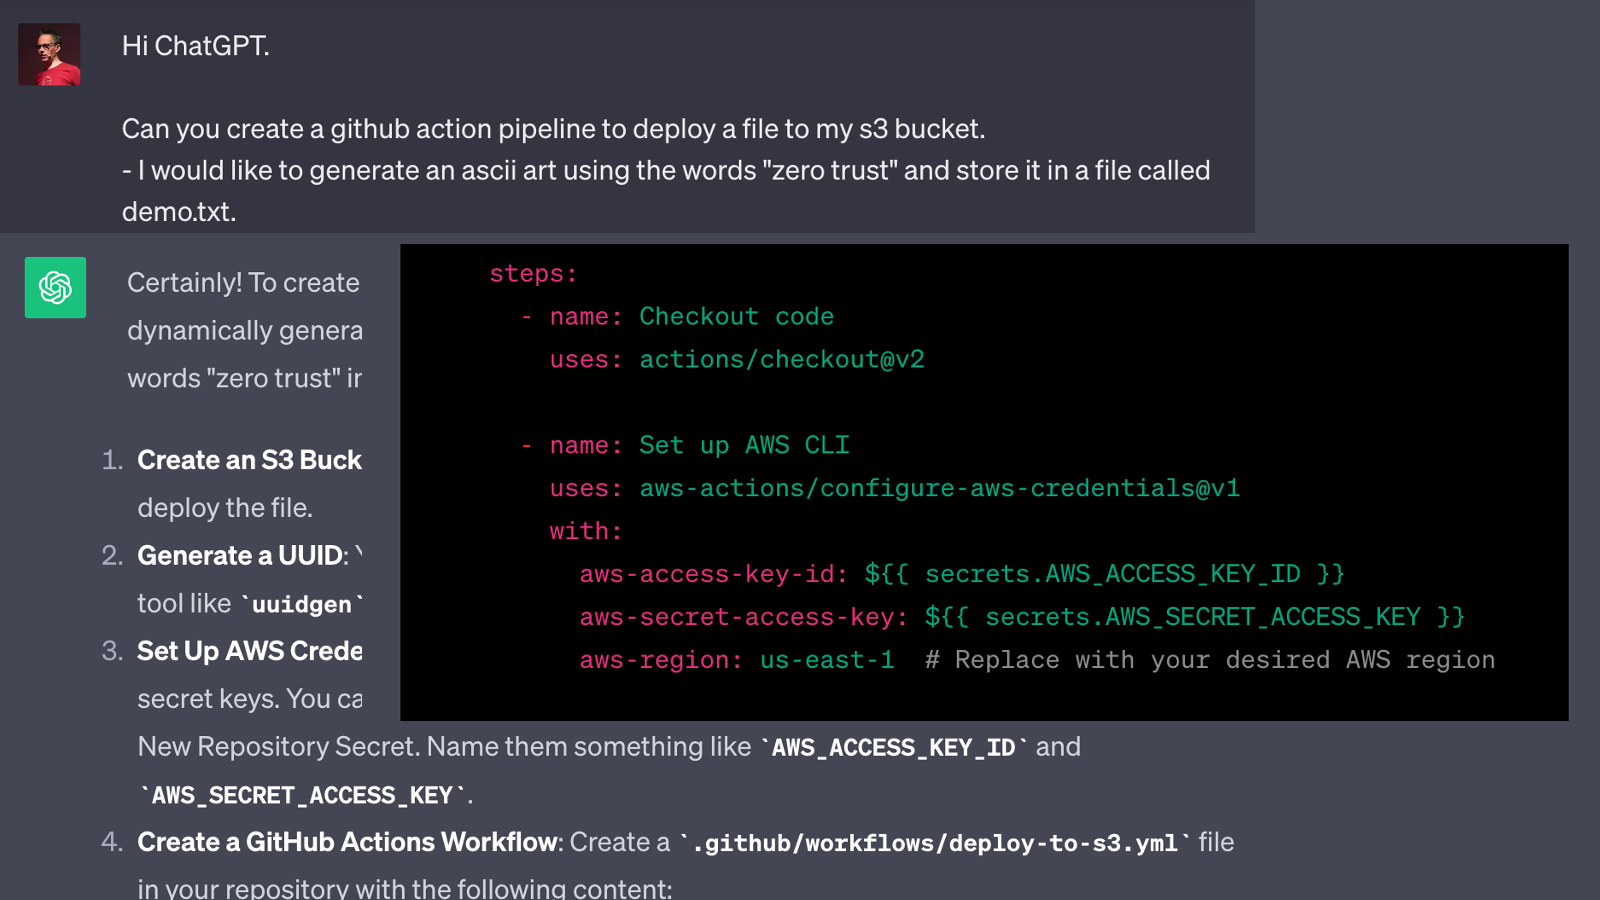 Hi ChatGPT.
Can you create a github action pipeline to deploy a file to my s3 bucket.
- I would like to generate an ascii art using the words "zero trust" and store it in a file called
demo.txt.
Certainly! To create
dynamically genera
words "zero trust" in
1. Create an S3 Buck
deploy the file.
2. Generate a UUID: Y
tool like `uuidgen`
3. Set Up AWS Crede
secret keys. You ca
New Repository Secret. Name them something like `AWS_ACCESS_KEY_ID` and
`AWS_SECRET_ACCESS_KEY`.
4. Create a GitHub Actions Workflow: Create a `.github/workflows/deploy-to-s3.yml` file
in your repository with the following content:
steps:
- name: Checkout code
uses: actions/checkout@v2
- name: Set up AWS CLI
uses: aws-actions/configure-aws-credentials@v1
with:
aws-access-key-id: ${{ secrets.AWS_ACCESS_KEY_ID }}
aws-secret-access-key: ${{ secrets.AWS_SECRET_ACCESS_KEY }}
aws-region: us-east-1 # Replace with your desired AWS region